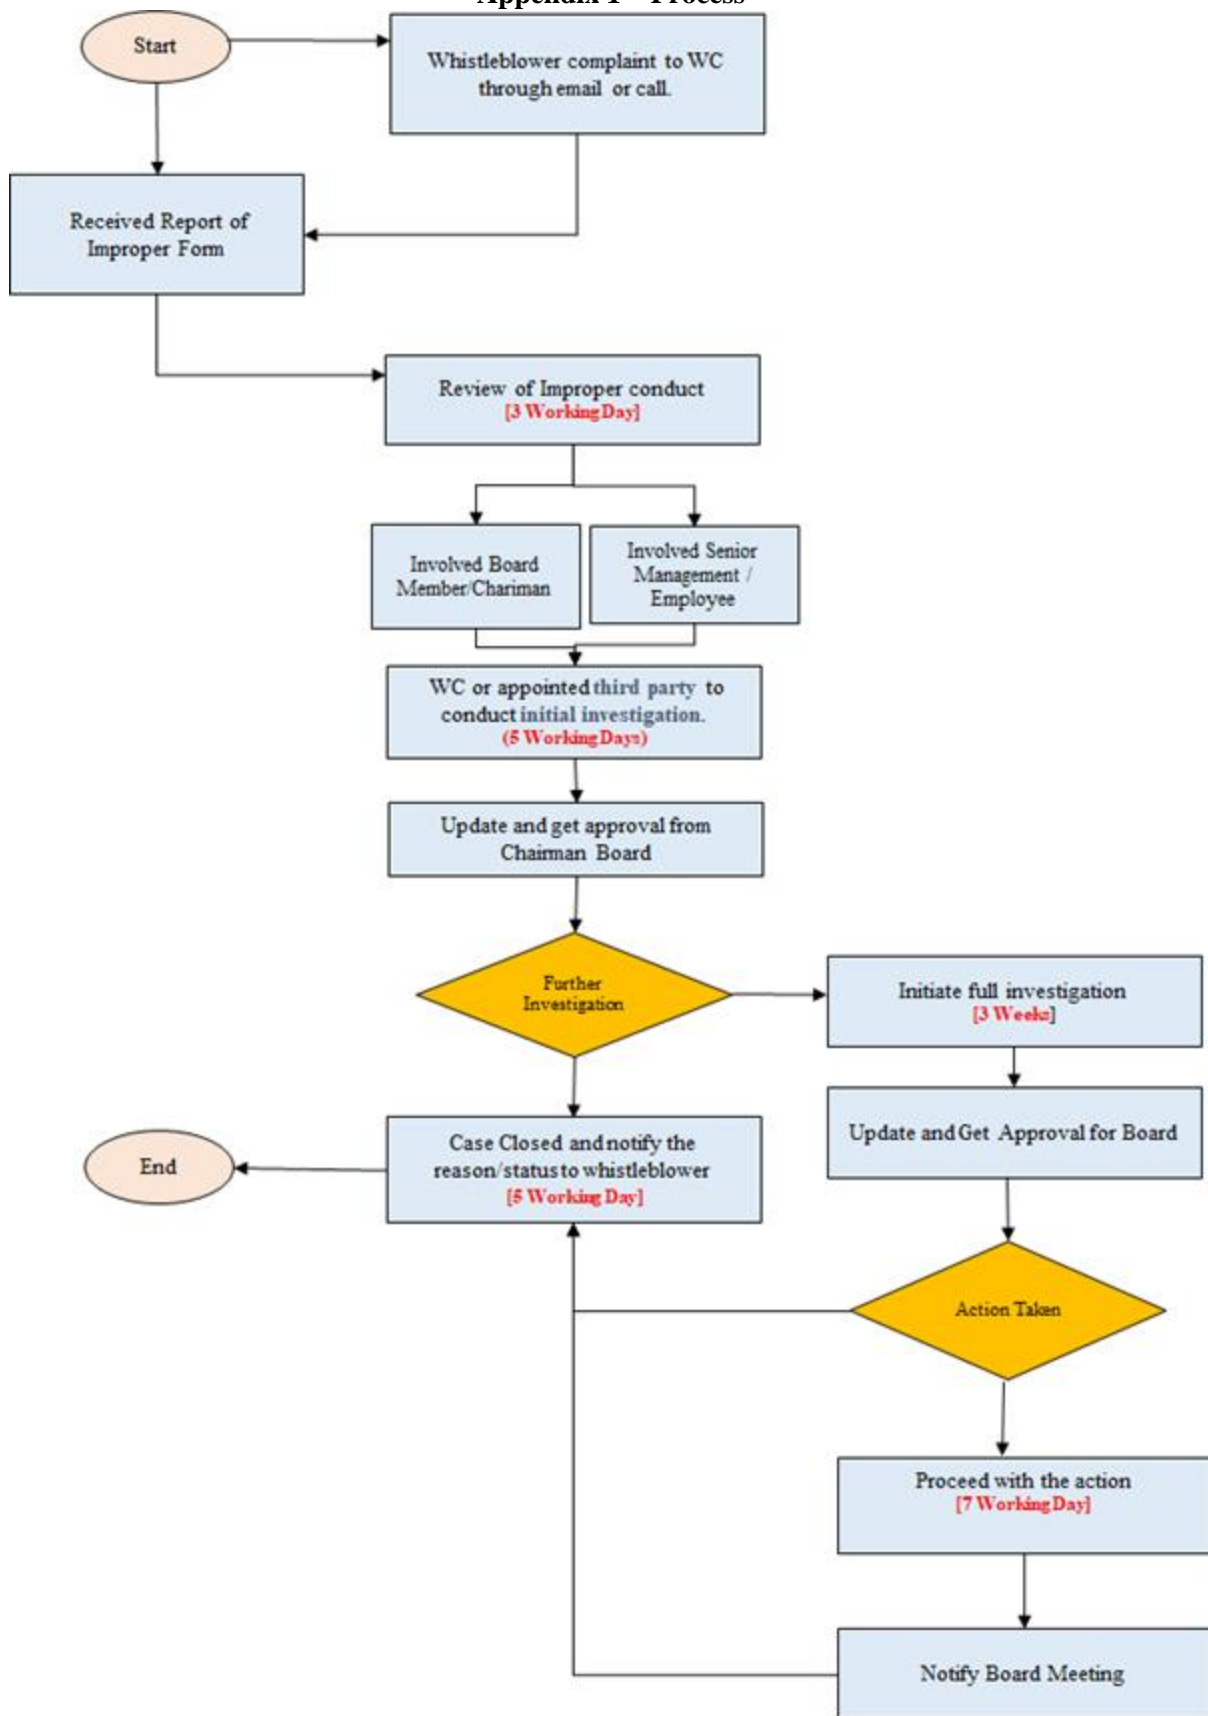 Appendix 1 – Process
Start
Whistleblower complaint to WC
through email or call.
Received Report of
Improper Form
Review of Improper conduct
[3 Working Day]
Involved Board
Member/Chariman
Involved Senior
Management /
Employee
WC or appointed third party to
conduct initial investigation.
(5 Working Days)
Update and get approval from
Chairman Board
Further
Investigation
Initiate full investigation
[3 Weeks]
Update and Get Approval for Board
Case Closed and notify the
reason/status to whistleblower
[5 Working Day]
End
Action Taken
Proceed with the action
[7 Working Day]
Notify Board Meeting